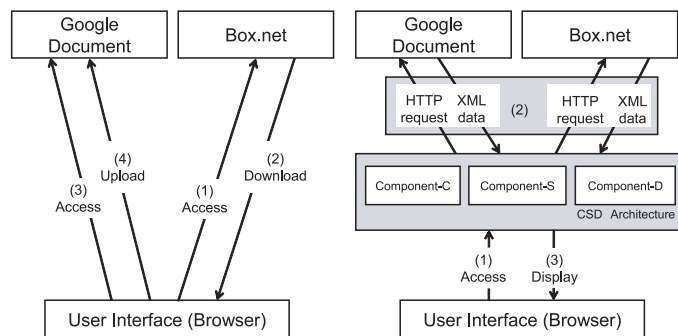 Google
Document
Box.net
(4)
Upload
(3)
Access
(1)
Access
(2)
Download
User Interface (Browser)
Google
Document
Box.net
HTTP
request
XML
data
(2)
HTTP
request
XML
data
Component-C
Component-S
Component-D
CSD Architecture
(1)
Access
(3)
Display
User Interface (Browser)